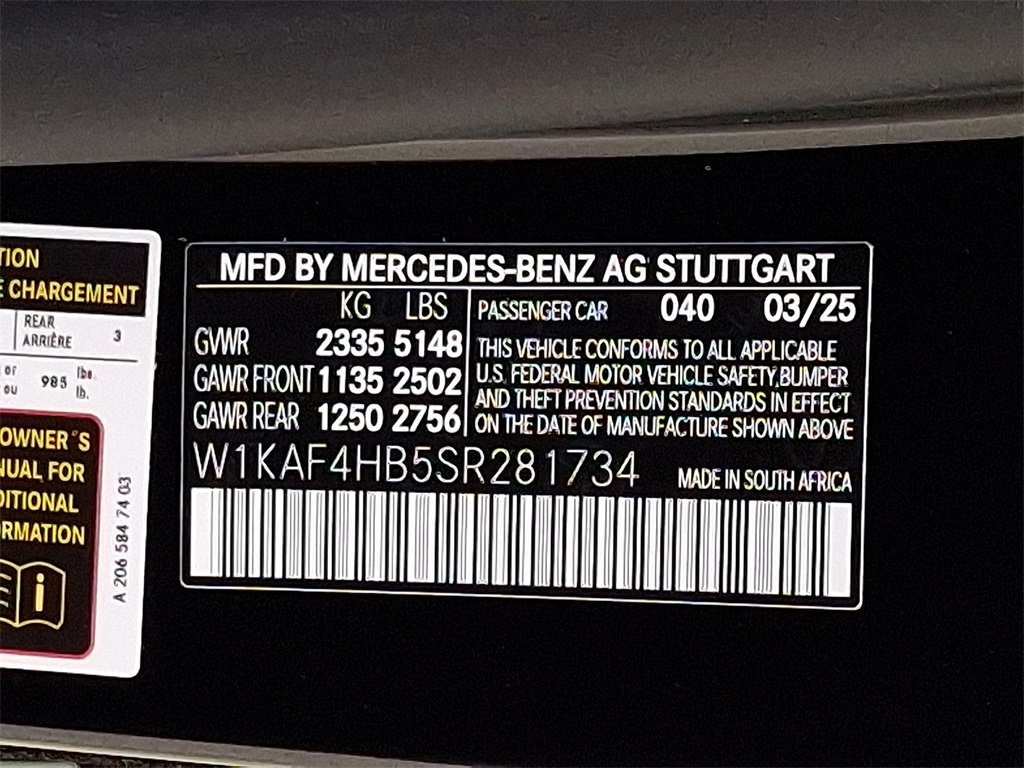 TION
E CHARGEMENT
REAR
ARRIÈRE 3
or
ou 985 lbs.
lb.
OWNER'S
NUAL FOR
DITIONAL
RMATION
A 206 584 74 03
MFD BY MERCEDES-BENZ AG STUTTGART
KG LBS
GVWR 2335 5148
GAWR FRONT 1135 2502
GAWR REAR 1250 2756
PASSENGER CAR 040 03/25
THIS VEHICLE CONFORMS TO ALL APPLICABLE
U.S. FEDERAL MOTOR VEHICLE SAFETY,BUMPER
AND THEFT PREVENTION STANDARDS IN EFFECT
ON THE DATE OF MANUFACTURE SHOWN ABOVE
W1KAF4HB5SR281734 MADE IN SOUTH AFRICA